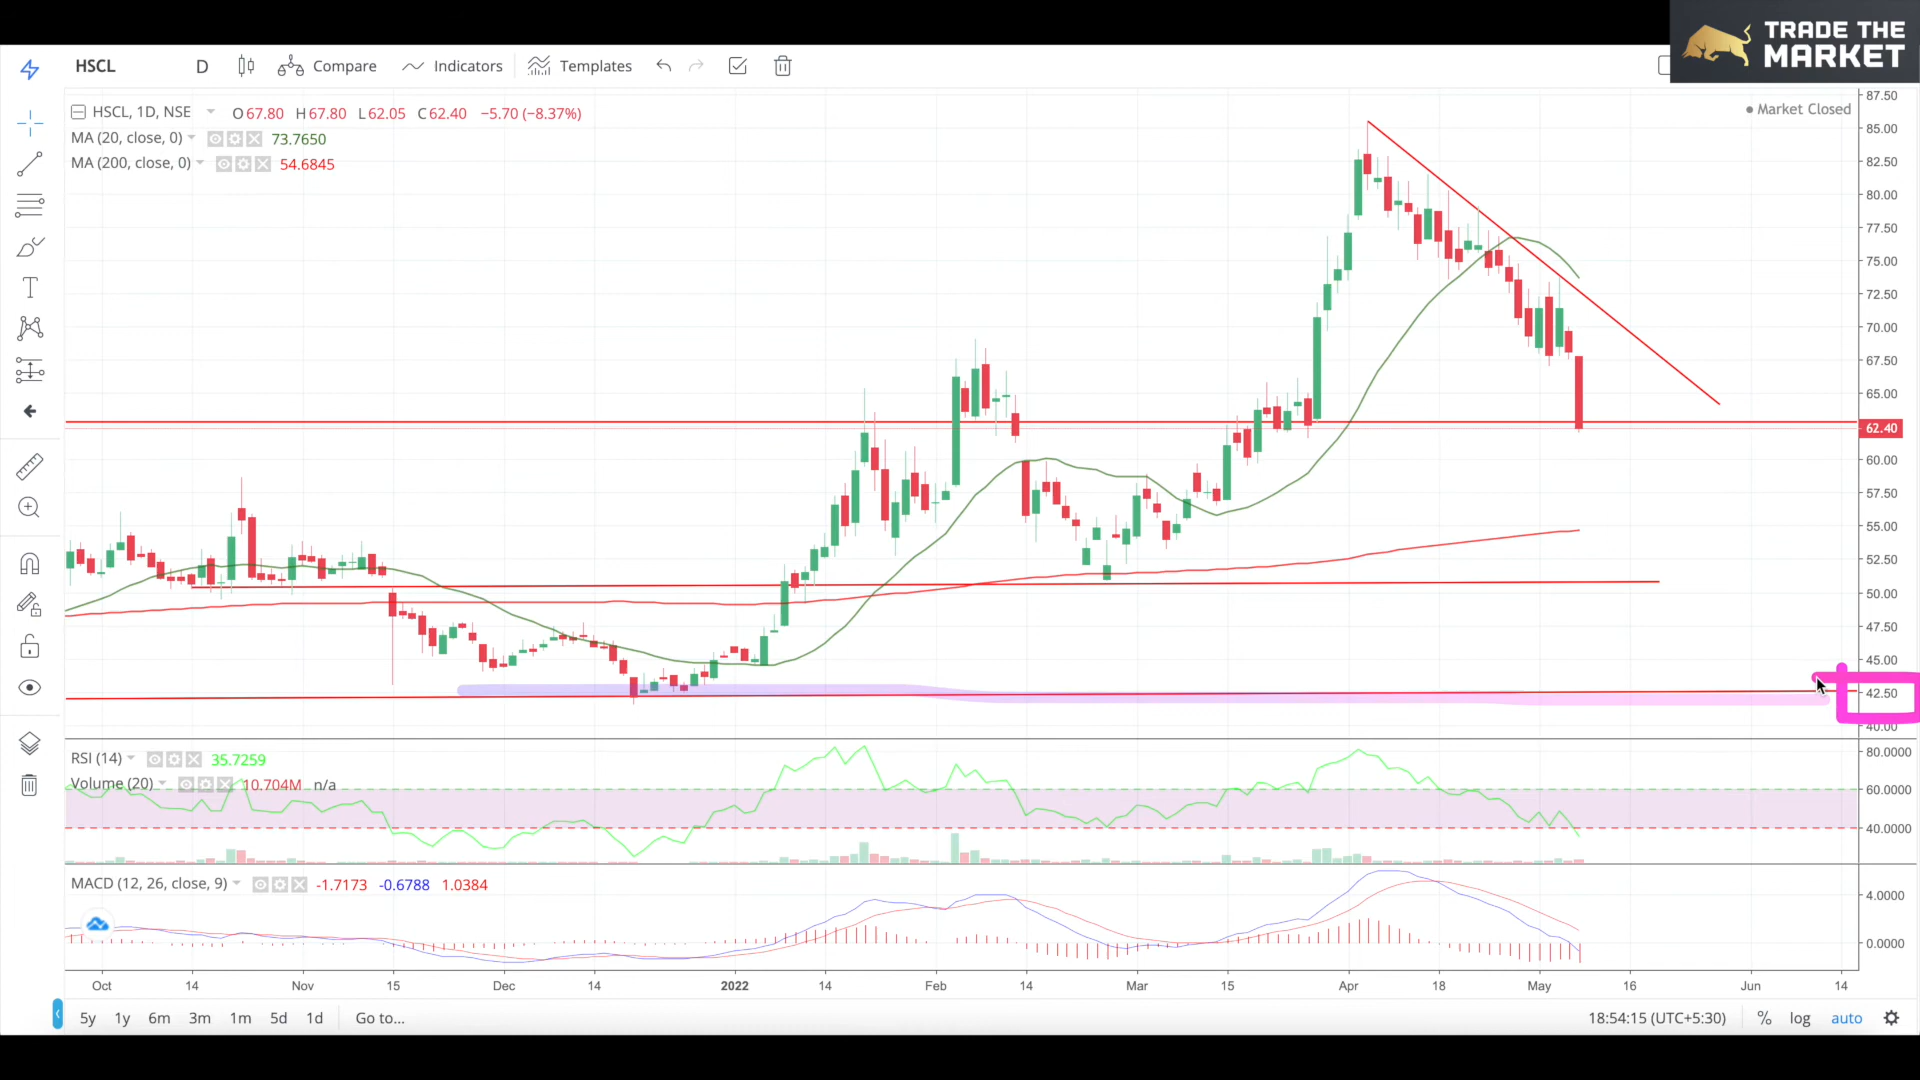 TRADE THE
MARKET
HSCL D Compare Indicators Templates
HSCL, 1D, NSE O67.80 H67.80 L62.05 C62.40 −5.70 (−8.37%)
Market Closed
MA (20, close, 0) 73.7650
MA (200, close, 0) 54.6845
87.50
85.00
82.50
80.00
77.50
75.00
72.50
70.00
67.50
65.00
62.40
60.00
57.50
55.00
52.50
50.00
47.50
45.00
42.50
40.00
RSI (14) 35.7259
Volume (20) 10.704M n/a
80.0000
60.0000
40.0000
MACD (12, 26, close, 9) -1.7173 -0.6788 1.0384
4.0000
0.0000
Oct 14 Nov 15 Dec 14 2022 14 Feb 14 Mar 15 Apr 18 May 16 Jun 14
5y 1y 6m 3m 1m 5d 1d Go to... 18:54:15 (UTC+5:30) % log auto